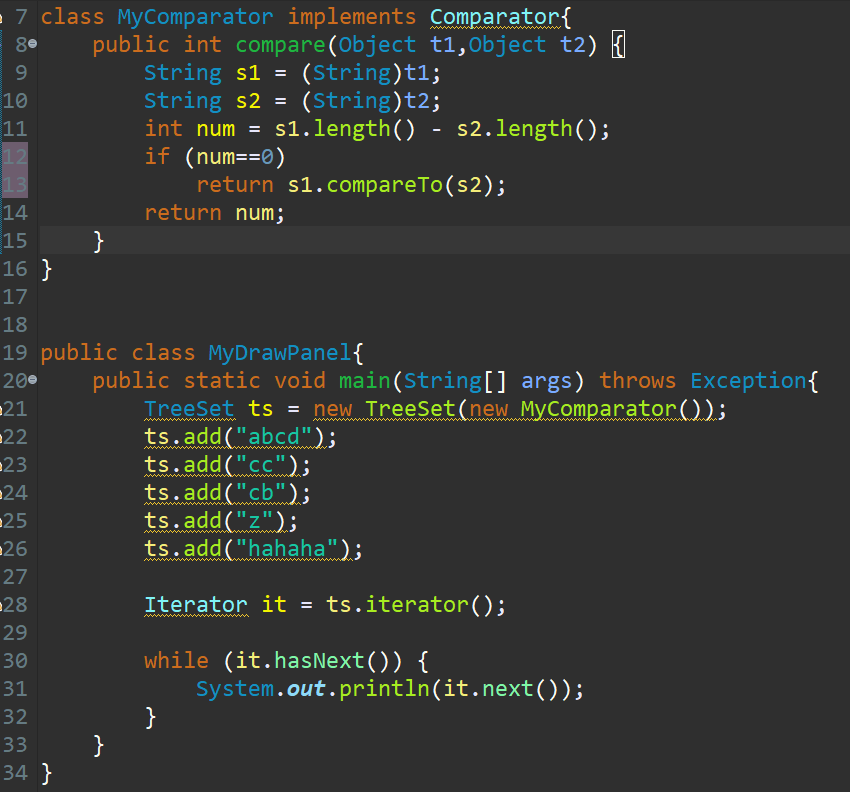 7 class MyComparator implements Comparator{
8 public int compare(Object t1,Object t2) {
9 String s1 = (String)t1;
10 String s2 = (String)t2;
11 int num = s1.length() - s2.length();
12 if (num==0)
13 return s1.compareTo(s2);
14 return num;
15 }
16 }
17
18
19 public class MyDrawPanel{
20 public static void main(String[] args) throws Exception{
21 TreeSet ts = new TreeSet(new MyComparator());
22 ts.add("abcd");
23 ts.add("cc");
24 ts.add("cb");
25 ts.add("z");
26 ts.add("hahaha");
27
28 Iterator it = ts.iterator();
29
30 while (it.hasNext()) {
31 System.out.println(it.next());
32 }
33 }
34 }